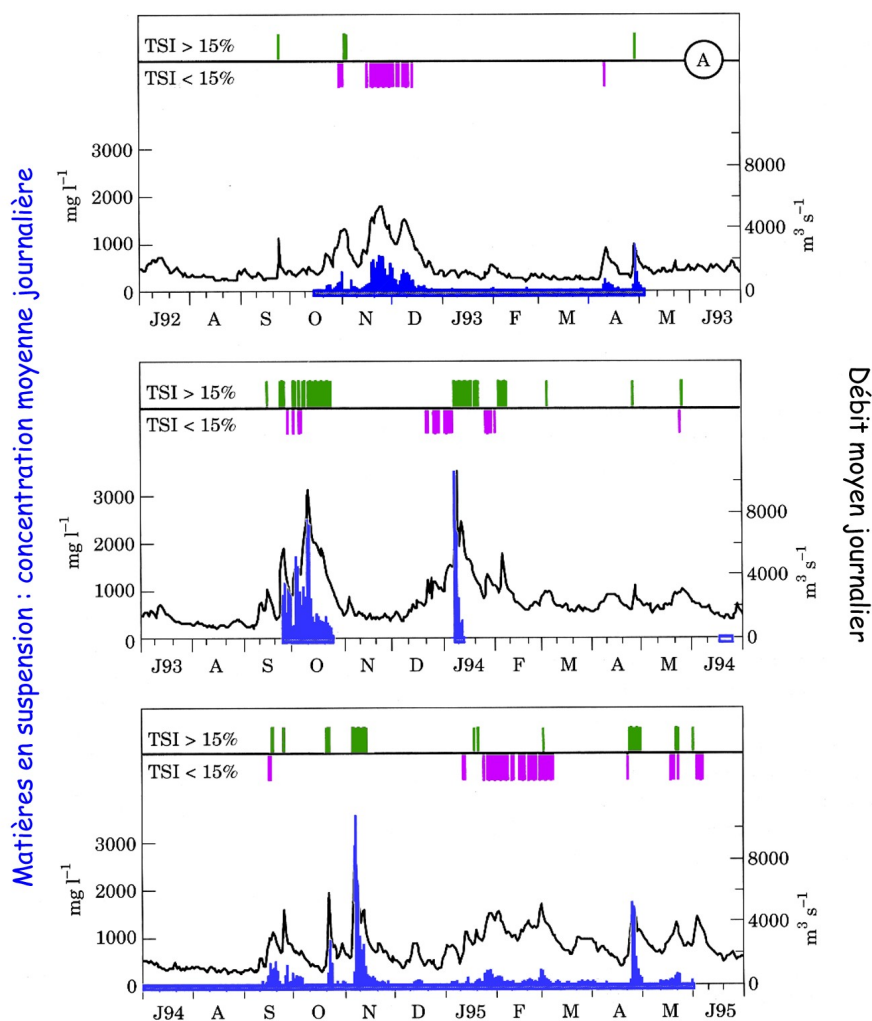 Matières en suspension : concentration moyenne journalière
Débit moyen journalier
TSI > 15%
TSI < 15%
A
3000
2000
1000
0
mg l⁻¹
8000
4000
0
m³ s⁻¹
J92 A S O N D J93 F M A M J93
TSI > 15%
TSI < 15%
3000
2000
1000
0
mg l⁻¹
8000
4000
0
m³ s⁻¹
J93 A S O N D J94 F M A M J94
TSI > 15%
TSI < 15%
3000
2000
1000
0
mg l⁻¹
8000
4000
0
m³ s⁻¹
J94 A S O N D J95 F M A M J95